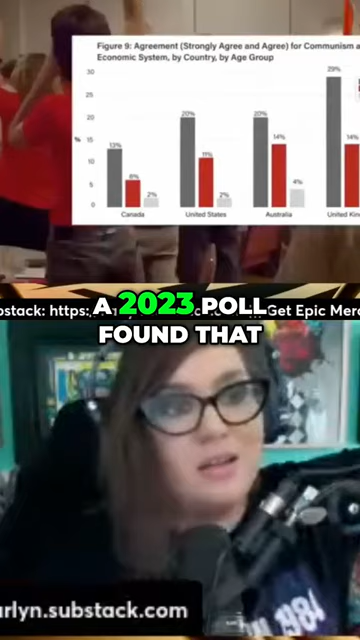 Figure 9: Agreement (Strongly Agree and Agree) for Communism a
Economic System, by Country, by Age Group
30
25
20
15
10
5
0
%
13%
6%
2%
20%
11%
2%
20%
14%
4%
29%
14%
Canada
United States
Australia
United King
A 2023 POLL
FOUND THAT
bstack: https:/
Get Epic Merc
arlyn.substack.com